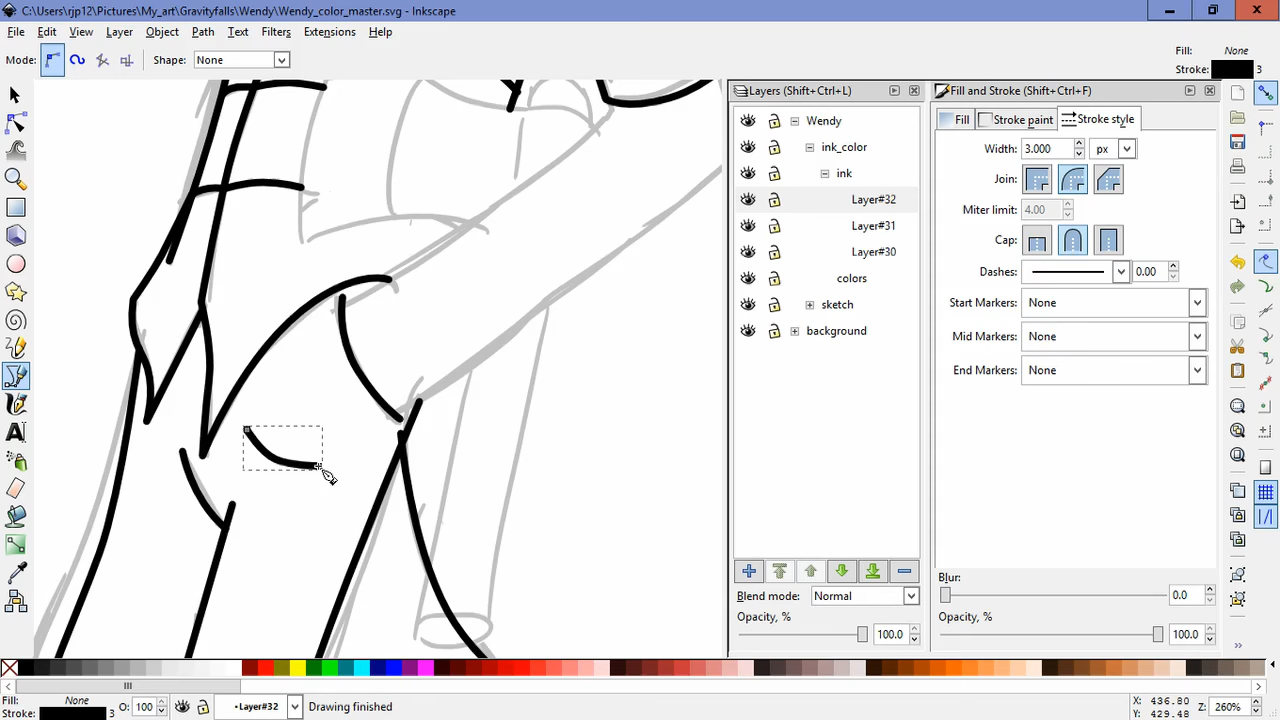 C:\Users\rjp12\Pictures\My_art\Gravityfalls\Wendy\Wendy_color_master.svg - Inkscape
File Edit View Layer Object Path Text Filters Extensions Help
Mode: Shape: None
Fill: None
Stroke: 3
Layers (Shift+Ctrl+L)
Wendy
ink_color
ink
Layer#32
Layer#31
Layer#30
colors
sketch
background
Blend mode: Normal
Opacity, %
100.0
Fill and Stroke (Shift+Ctrl+F)
Fill Stroke paint Stroke style
Width: 3.000 px
Join:
Miter limit: 4.00
Cap:
Dashes: 0.00
Start Markers: None
Mid Markers: None
End Markers: None
Blur:
0.0
Opacity, %
100.0
Fill: None
Stroke: 3
O: 100
•Layer#32
Drawing finished
X: 436.80
Y: 429.48
Z: 260%